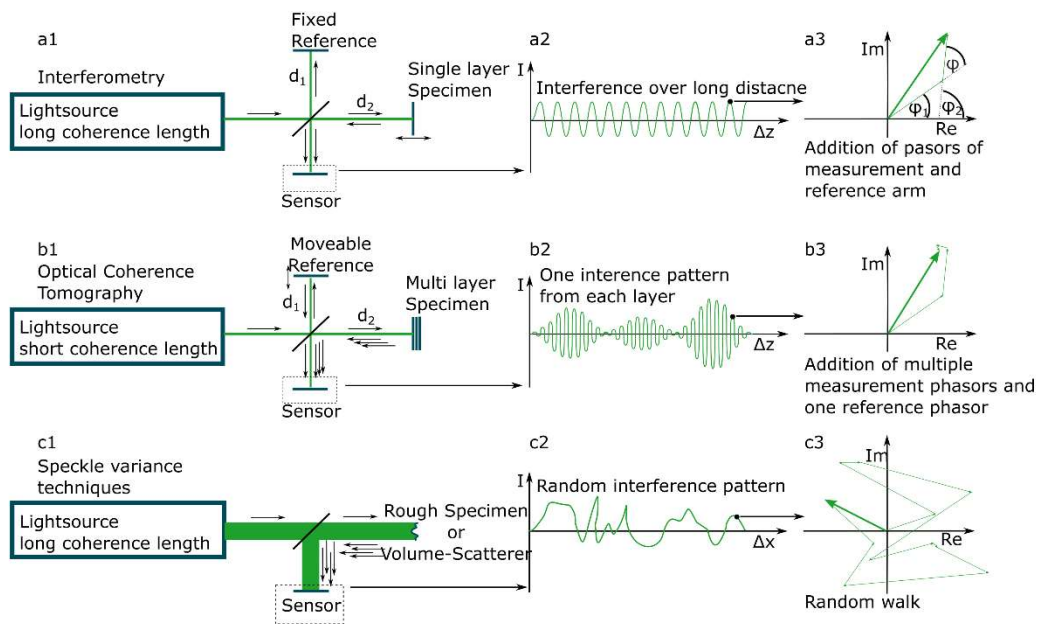 a1
Interferometry
Lightsource
long coherence length
Fixed
Reference
d1
d2
Single layer
Specimen
Sensor
a2
I
Interference over long distacne
Δz
a3
Im
φ
φ1
φ2
Re
Addition of pasors of
measurement and
reference arm
b1
Optical Coherence
Tomography
Lightsource
short coherence length
Moveable
Reference
d1
d2
Multi layer
Specimen
Sensor
b2
I
One interence pattern
from each layer
Δz
b3
Im
Re
Addition of multiple
measurement phasors and
one reference phasor
c1
Speckle variance
techniques
Lightsource
long coherence length
Rough Specimen
or
Volume-Scatterer
Sensor
c2
I
Random interference pattern
Δx
c3
Im
Re
Random walk